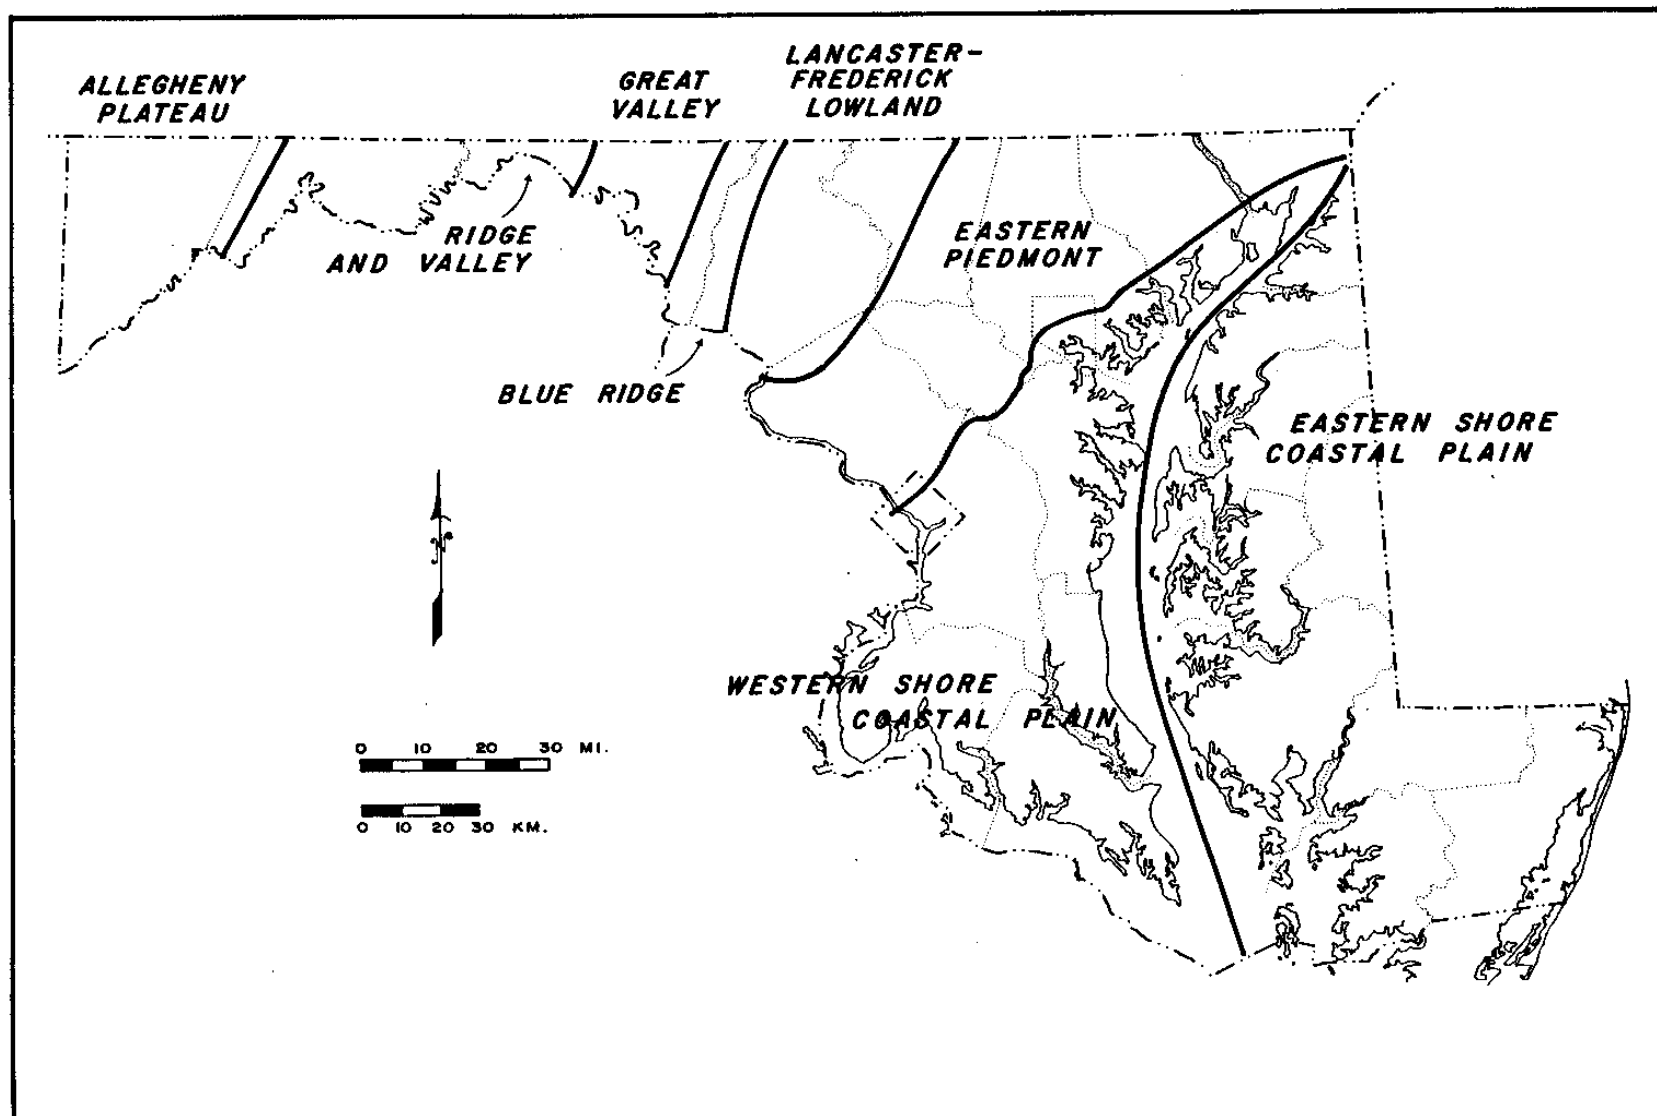 ALLEGHENY
PLATEAU
GREAT
VALLEY
LANCASTER-
FREDERICK
LOWLAND
RIDGE
AND VALLEY
EASTERN
PIEDMONT
BLUE RIDGE
EASTERN SHORE
COASTAL PLAIN
N
WESTERN SHORE
COASTAL PLAIN
0 10 20 30 MI.
0 10 20 30 KM.